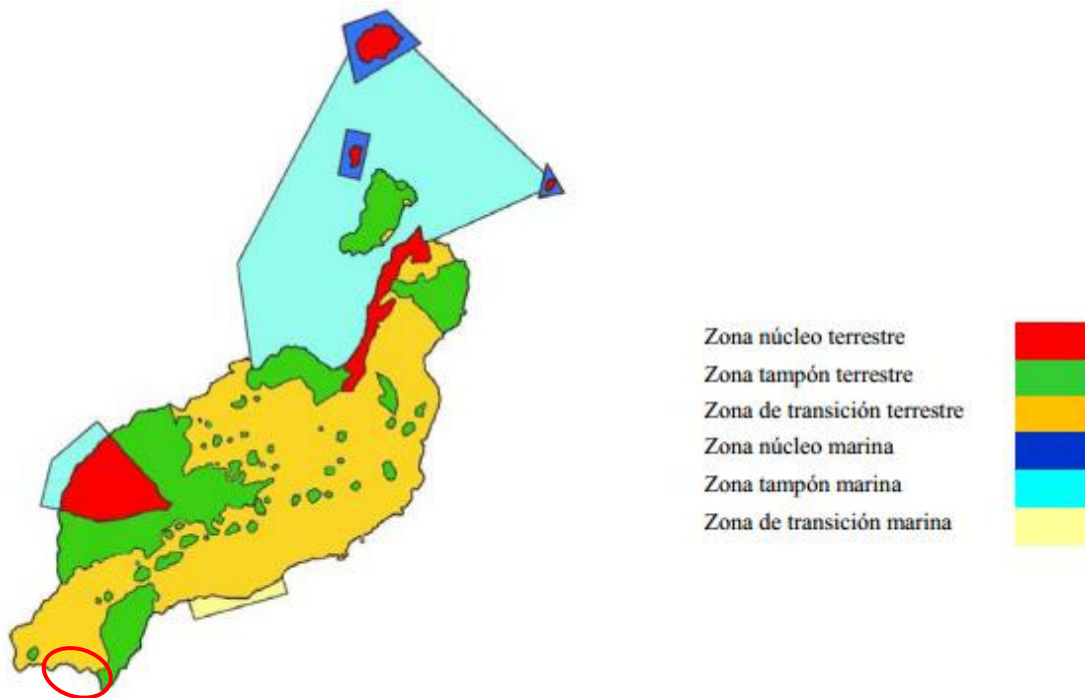 Zona núcleo terrestre
Zona tampón terrestre
Zona de transición terrestre
Zona núcleo marina
Zona tampón marina
Zona de transición marina